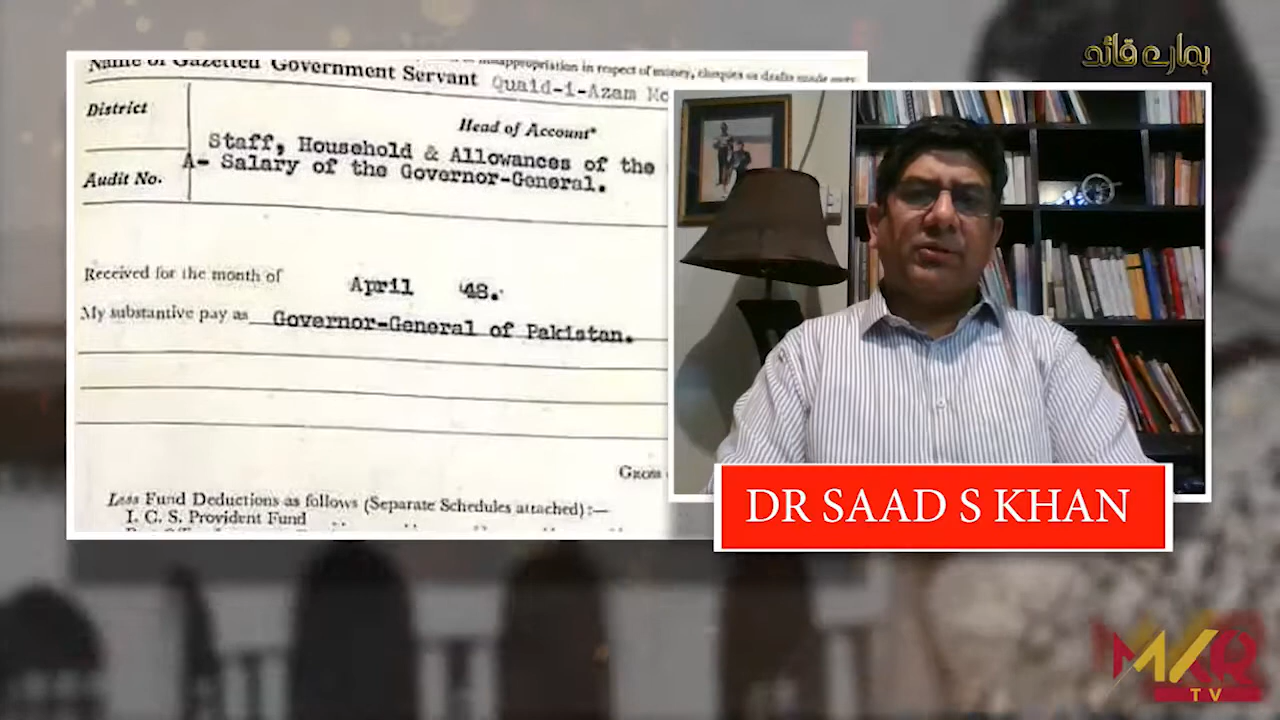 ہمارے قائد
Name of Gazetted Government Servant Quaid-i-Azam
misappropriation in respect of money, cheques or drafts made over
District
Head of Account*
Staff, Household & Allowances of the
Audit No.
A- Salary of the Governor-General.
Received for the month of April 48.
My substantive pay as Governor-General of Pakistan.
Less Fund Deductions as follows (Separate Schedules attached):—
I. C. S. Provident Fund
DR SAAD S KHAN
MKR
TV